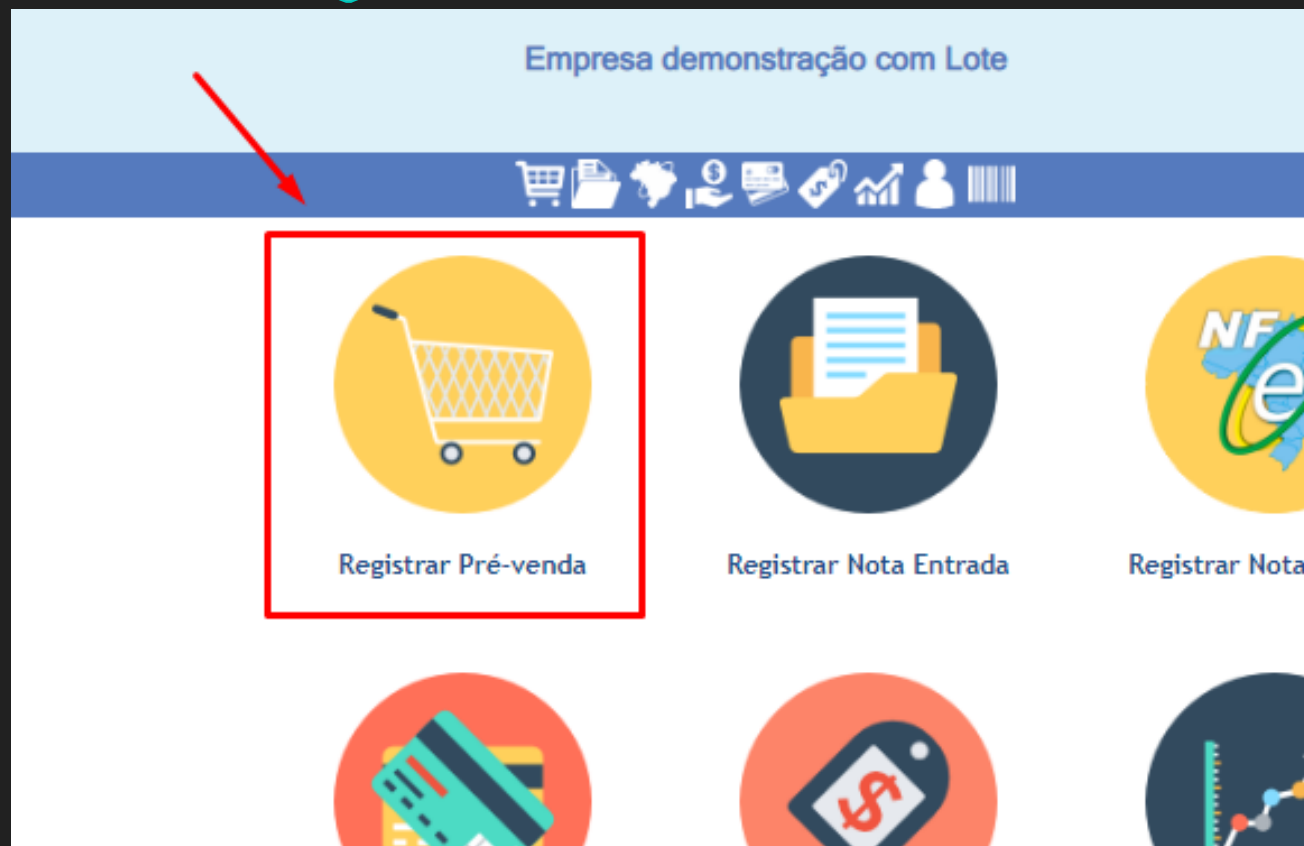 Empresa demonstração com Lote
NF
e
Registrar Pré-venda
Registrar Nota Entrada
Registrar Nota